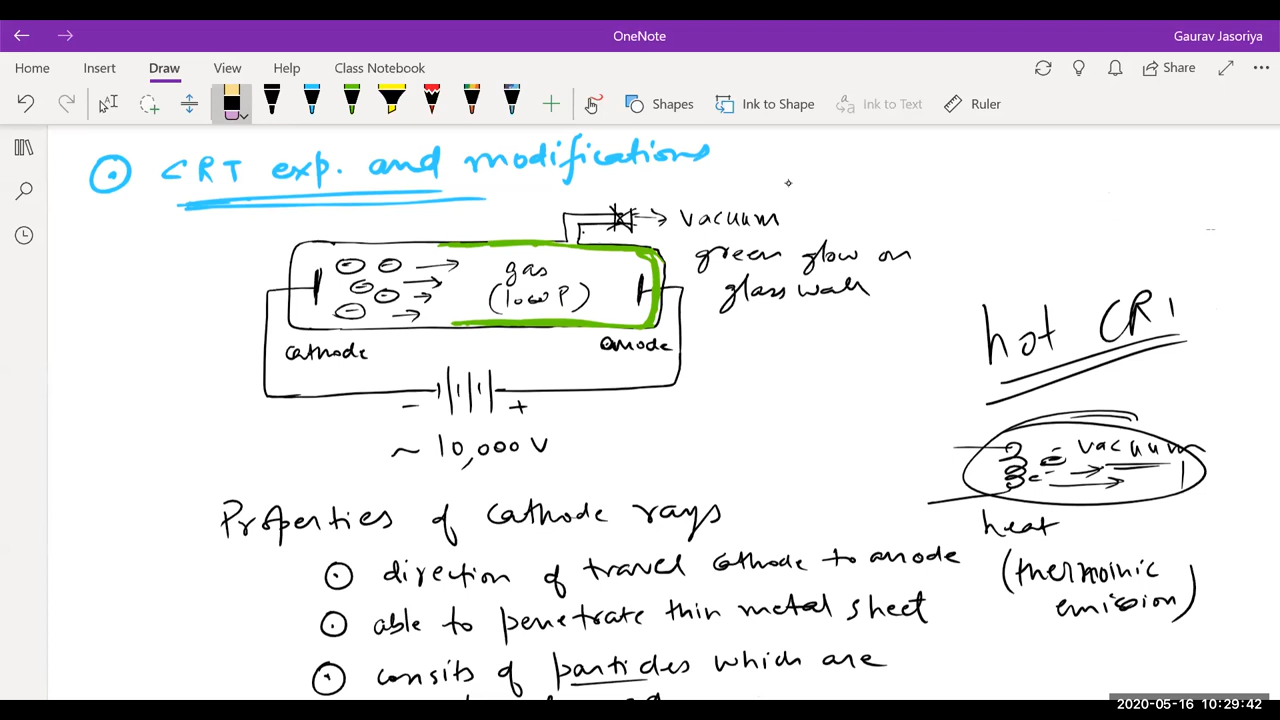 OneNote
Gaurav Jasoriya
Home Insert Draw View Help Class Notebook
Share
Shapes Ink to Shape Ink to Text Ruler
CRT exp. and modifications
vacuum
green glow on
glass wall
gas
cathode
anode
- +
~ 10,000 V
hot CRT
vacuum
heat
(thermoinic
emission)
Properties of cathode rays
direction of travel cathode to anode
able to penetrate thin metal sheet
consits of particles which are
2020-05-16 10:29:42